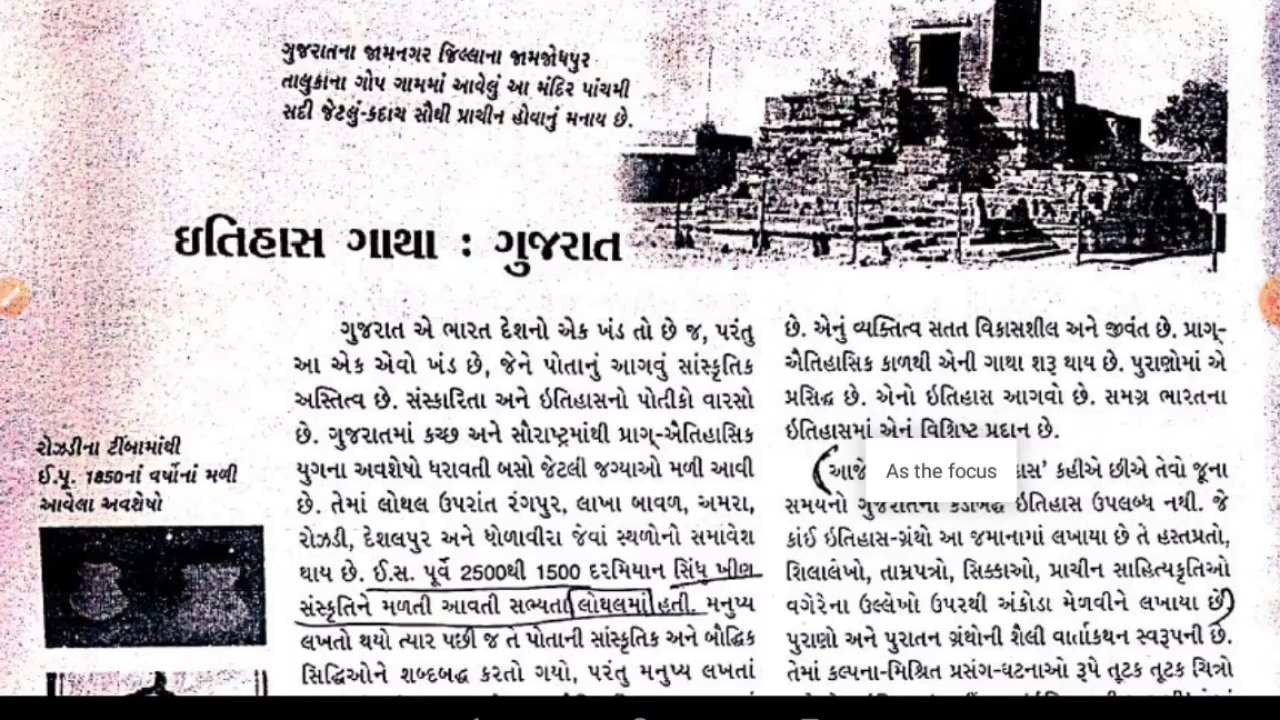 ગુજરાતના જામનગર જિલ્લાના જામજોધપુર
તાલુકાના ગોપ ગામમાં આવેલું આ મંદિર પાંચમી
સદી જેટલું-કદાચ સૌથી પ્રાચીન હોવાનું મનાય છે.
ઇતિહાસ ગાથા : ગુજરાત
રોઝડીના ટીંબામાંથી
ઈ.પૂ. 1850નાં વર્ષોનાં મળી
આવેલા અવશેષો
ગુજરાત એ ભારત દેશનો એક ખંડ તો છે જ, પરંતુ
આ એક એવો ખંડ છે, જેને પોતાનું આગવું સાંસ્કૃતિક
અસ્તિત્વ છે. સંસ્કારિતા અને ઇતિહાસનો પોતીકો વારસો
છે. ગુજરાતમાં કચ્છ અને સૌરાષ્ટ્રમાંથી પ્રાગ્-ઐતિહાસિક
યુગના અવશેષો ધરાવતી બસો જેટલી જગ્યાઓ મળી આવી
છે. તેમાં લોથલ ઉપરાંત રંગપુર, લાખા બાવળ, અમરા,
રોઝડી, દેશલપુર અને ધોળાવીરા જેવાં સ્થળોનો સમાવેશ
થાય છે. ઈ.સ. પૂર્વે 2500થી 1500 દરમિયાન સિંધુ ખીણ
સંસ્કૃતિને મળતી આવતી સભ્યતા લોથલમાં હતી. મનુષ્ય
લખતો થયો ત્યાર પછી જ તે પોતાની સાંસ્કૃતિક અને બૌદ્ધિક
સિદ્ધિઓને શબ્દબદ્ધ કરતો ગયો, પરંતુ મનુષ્ય લખતાં
છે. એનું વ્યક્તિત્વ સતત વિકાસશીલ અને જીવંત છે. પ્રાગ્-
ઐતિહાસિક કાળથી એની ગાથા શરૂ થાય છે. પુરાણોમાં એ
પ્રસિદ્ધ છે. એનો ઇતિહાસ આગવો છે. સમગ્ર ભારતના
ઇતિહાસમાં એનું વિશિષ્ટ પ્રદાન છે.
આજે As the focus કહીએ છીએ તેવો જૂના
સમયનો ગુજરાતનો કડીબદ્ધ ઇતિહાસ ઉપલબ્ધ નથી. જે
કાંઈ ઇતિહાસ-ગ્રંથો આ જમાનામાં લખાયા છે તે હસ્તપ્રતો,
શિલાલેખો, તામ્રપત્રો, સિક્કાઓ, પ્રાચીન સાહિત્યકૃતિઓ
વગેરેના ઉલ્લેખો ઉપરથી અંકોડા મેળવીને લખાયા છે
પુરાણો અને પુરાતન ગ્રંથોની શૈલી વાર્તાકથન સ્વરૂપની છે.
તેમાં કલ્પના-મિશ્રિત પ્રસંગ-ઘટનાઓ રૂપે તૂટક તૂટક ચિત્રો